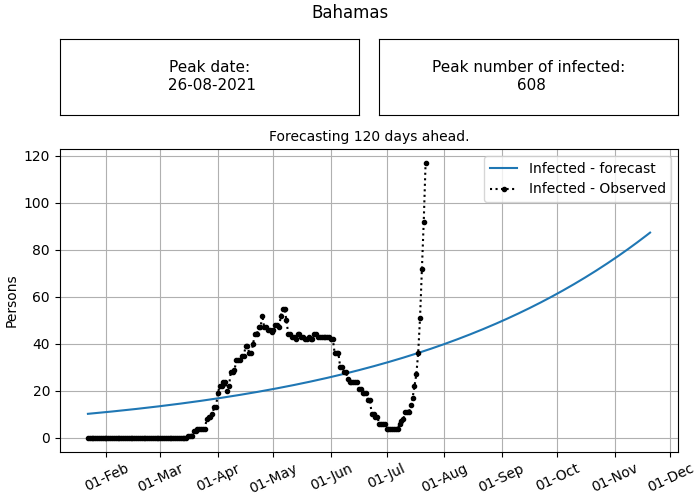 Bahamas
Peak date:
26-08-2021
Peak number of infected:
608
Forecasting 120 days ahead.
Infected - forecast
Infected - Observed
Persons
120
100
80
60
40
20
0
01-Feb
01-Mar
01-Apr
01-May
01-Jun
01-Jul
01-Aug
01-Sep
01-Oct
01-Nov
01-Dec